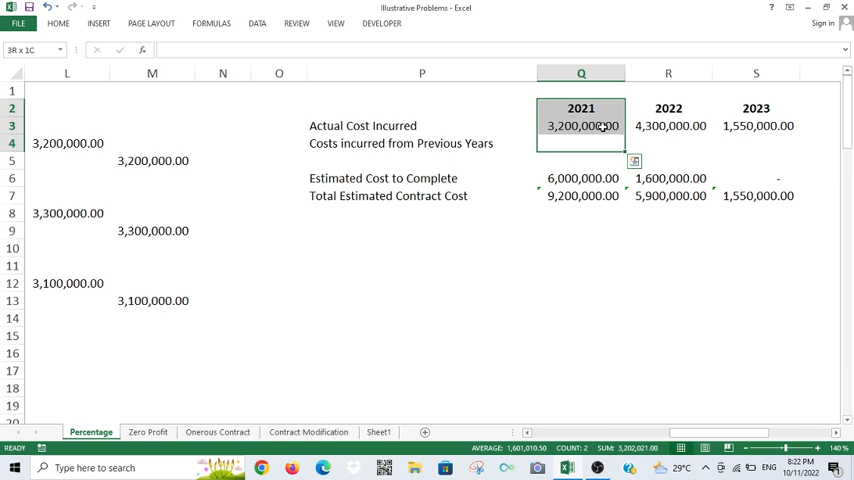 Illustrative Problems - Excel
Sign in
FILE HOME INSERT PAGE LAYOUT FORMULAS DATA REVIEW VIEW DEVELOPER
3R x 1C
L M N O P Q R S
1
2 2021 2022 2023
3 Actual Cost Incurred 3,200,000.00 4,300,000.00 1,550,000.00
4 3,200,000.00 Costs incurred from Previous Years
5 3,200,000.00
6 Estimated Cost to Complete 6,000,000.00 1,600,000.00 -
7 Total Estimated Contract Cost 9,200,000.00 5,900,000.00 1,550,000.00
8 3,300,000.00
9 3,300,000.00
10
11
12 3,100,000.00
13 3,100,000.00
14
15
16
17
18
19
Percentage Zero Profit Onerous Contract Contract Modification Sheet1
READY AVERAGE: 1,601,010.50 COUNT: 2 SUM: 3,202,021.00 140 %
Type here to search 29°C ENG 8:22 PM
10/11/2022